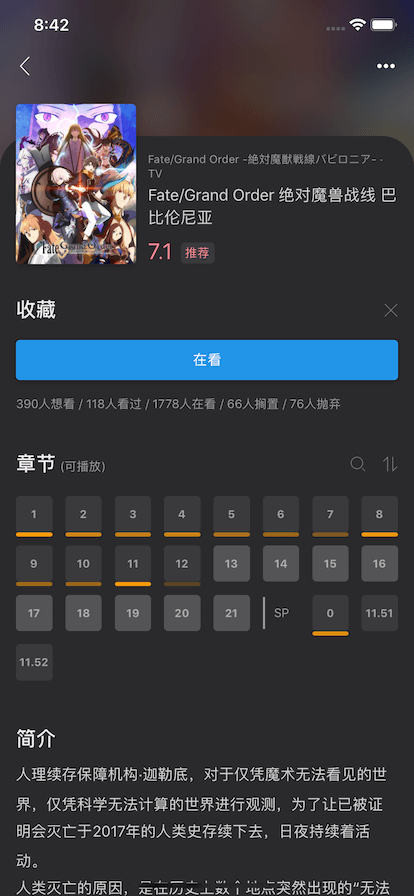 8:42
Fate/Grand Order -絶対魔獣戦線バビロニア- ·
TV
Fate/Grand Order 绝对魔兽战线 巴
比伦尼亚
7.1 推荐
Fate/Grand Order
收藏
在看
390人想看 / 118人看过 / 1778人在看 / 66人搁置 / 76人抛弃
章节 (可播放)
1 2 3 4 5 6 7 8
9 10 11 12 13 14 15 16
17 18 19 20 21 SP 0 11.51
11.52
简介
人理续存保障机构·迦勒底，对于仅凭魔术无法看见的世
界，仅凭科学无法计算的世界进行观测，为了让已被证
明会灭亡于2017年的人类史存续下去，日夜持续着活
动。
人类灭亡的原因，是在历史上数个地点突然出现的“无法